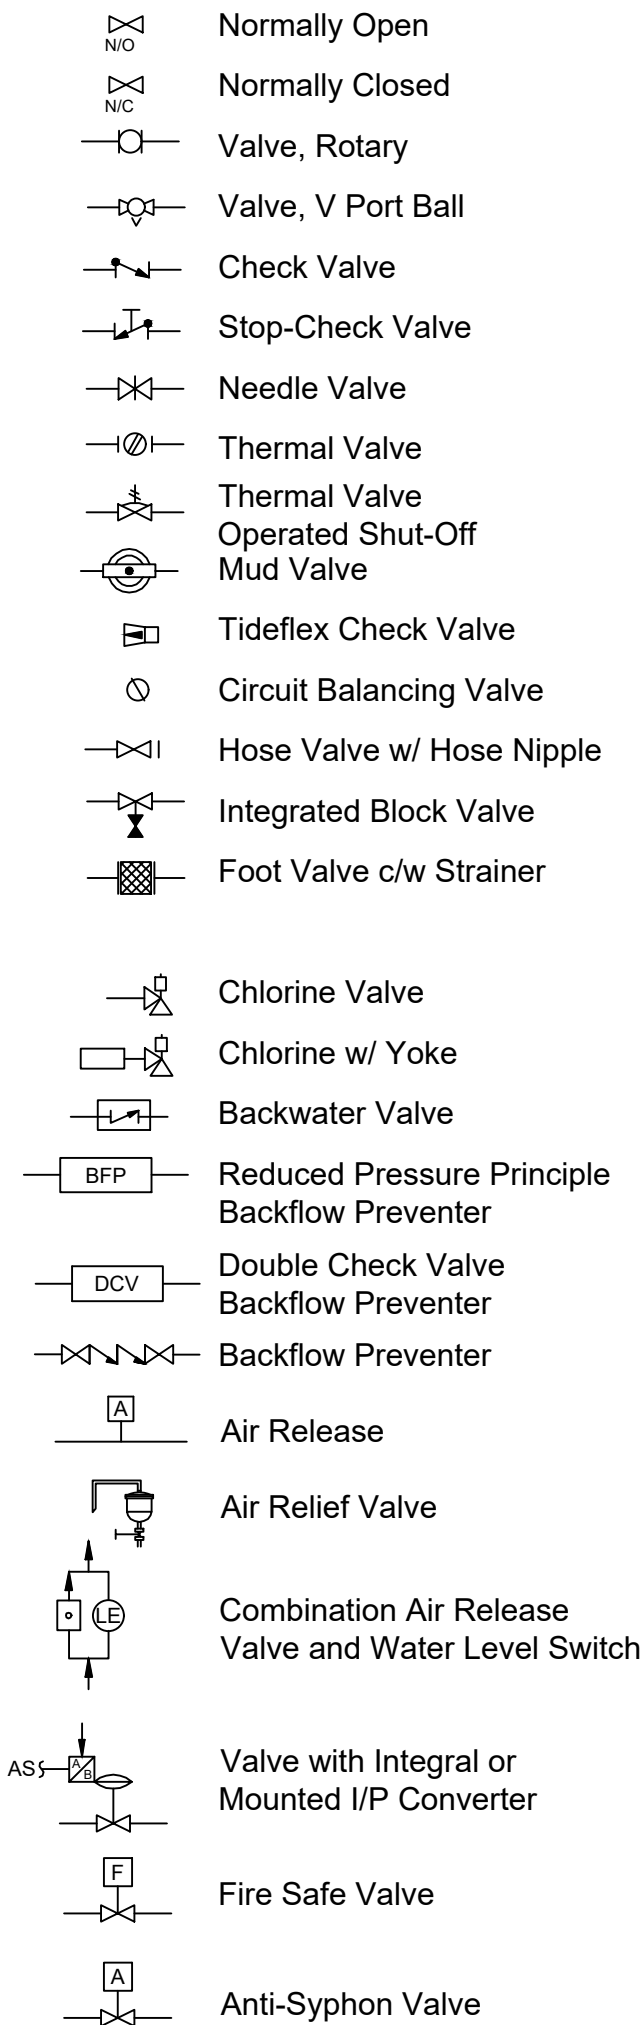 Normally Open
N/O
Normally Closed
N/C
Valve, Rotary
Valve, V Port Ball
Check Valve
Stop-Check Valve
Needle Valve
Thermal Valve
Thermal Valve
Operated Shut-Off
Mud Valve
Tideflex Check Valve
Circuit Balancing Valve
Hose Valve w/ Hose Nipple
Integrated Block Valve
Foot Valve c/w Strainer
Chlorine Valve
Chlorine w/ Yoke
Backwater Valve
BFP Reduced Pressure Principle
Backflow Preventer
Double Check Valve
DCV
Backflow Preventer
Backflow Preventer
A
Air Release
Air Relief Valve
LE Combination Air Release
Valve and Water Level Switch
AS A B Valve with Integral or
Mounted I/P Converter
F
Fire Safe Valve
A
Anti-Syphon Valve